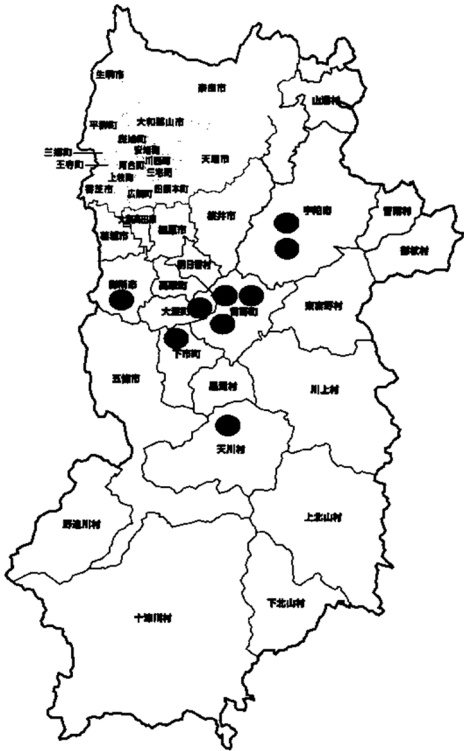 生駒市
奈良市
山添村
平群町
大和郡山市
斑鳩町
安堵町
三郷町
川西町
天理市
王寺町
河合町
三宅町
上牧町
香芝市
広陵町
田原本町
桜井市
宇陀市
曽爾村
大和高田市
葛城市
橿原市
御杖村
明日香村
御所市
高取町
大淀町
吉野町
東吉野村
下市町
五條市
黒滝村
川上村
天川村
野迫川村
上北山村
下北山村
十津川村